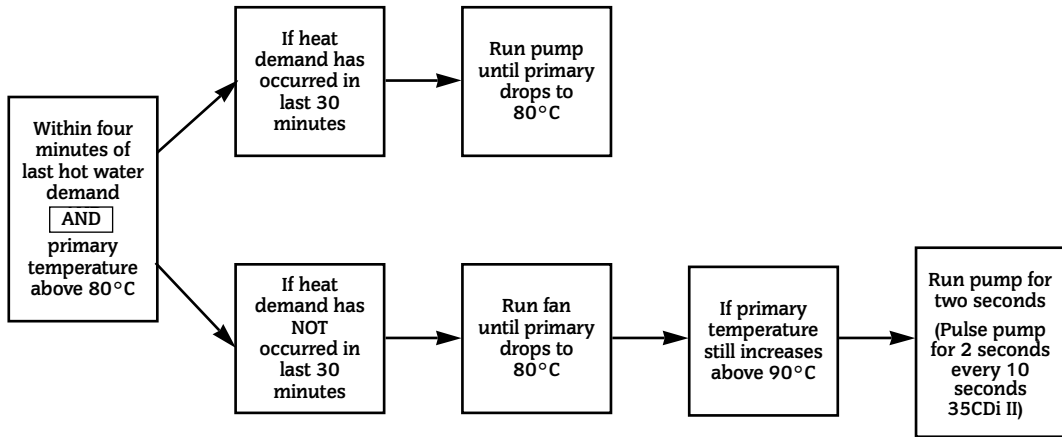 Within four
minutes of
last hot water
demand
AND
primary
temperature
above 80°C
If heat
demand has
occurred in
last 30
minutes
Run pump
until primary
drops to
80°C
If heat
demand has
NOT
occurred in
last 30
minutes
Run fan
until primary
drops to
80°C
If primary
temperature
still increases
above 90°C
Run pump for
two seconds
(Pulse pump
for 2 seconds
every 10
seconds
35CDi II)